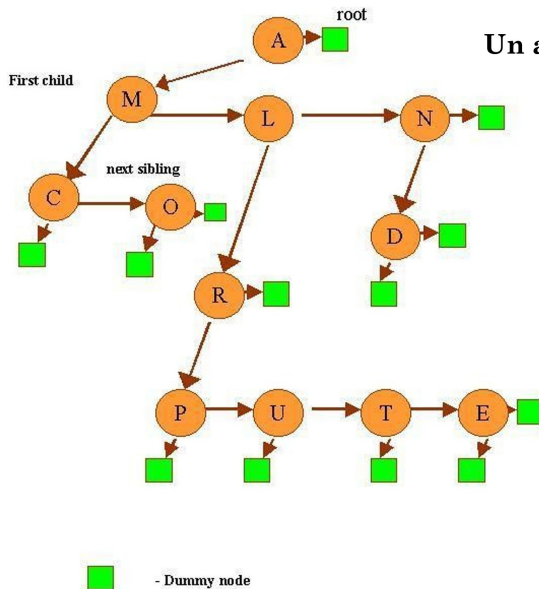 root
A
Un a
First child
M
L
N
next sibling
C
O
D
R
P
U
T
E
- Dummy node